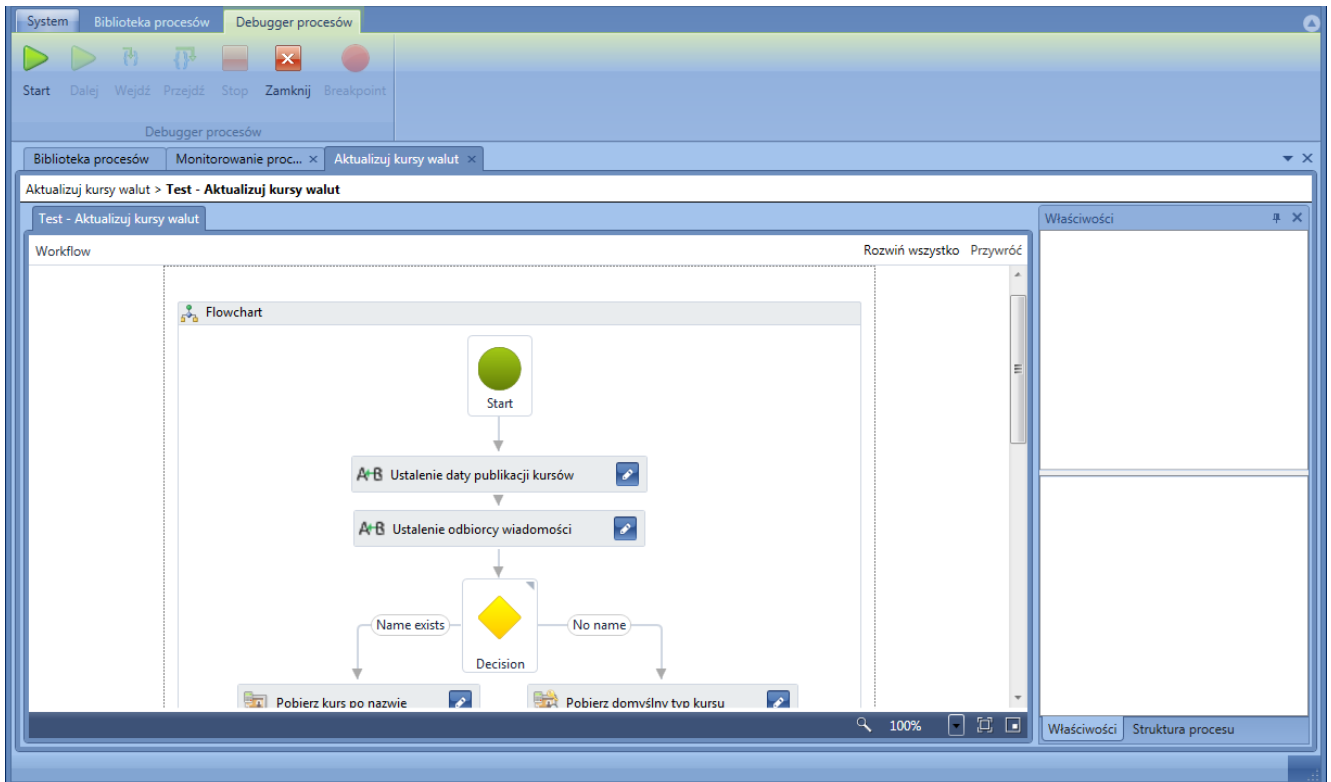 System Biblioteka procesów Debugger procesów
Start Dalej Wejdź Przejdź Stop Zamknij Breakpoint
Debugger procesów
Biblioteka procesów Monitorowanie proc... Aktualizuj kursy walut
Aktualizuj kursy walut > Test - Aktualizuj kursy walut
Test - Aktualizuj kursy walut
Właściwości
Workflow
Rozwiń wszystko Przywróć
Flowchart
Start
A+B Ustalenie daty publikacji kursów
A+B Ustalenie odbiorcy wiadomości
Name exists
No name
Decision
Pobierz kurs po nazwie
Pobierz domyślny typ kursu
100%
Właściwości Struktura procesu